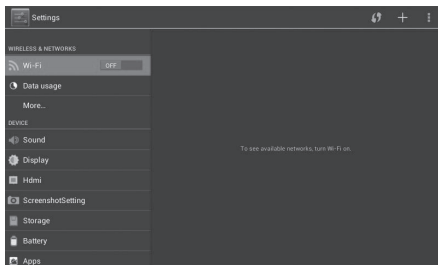 Settings
WIRELESS & NETWORKS
Wi-Fi OFF
Data usage
More...
DEVICE
Sound
To see available networks, turn Wi-Fi on.
Display
Hdmi
ScreenshotSetting
Storage
Battery
Apps